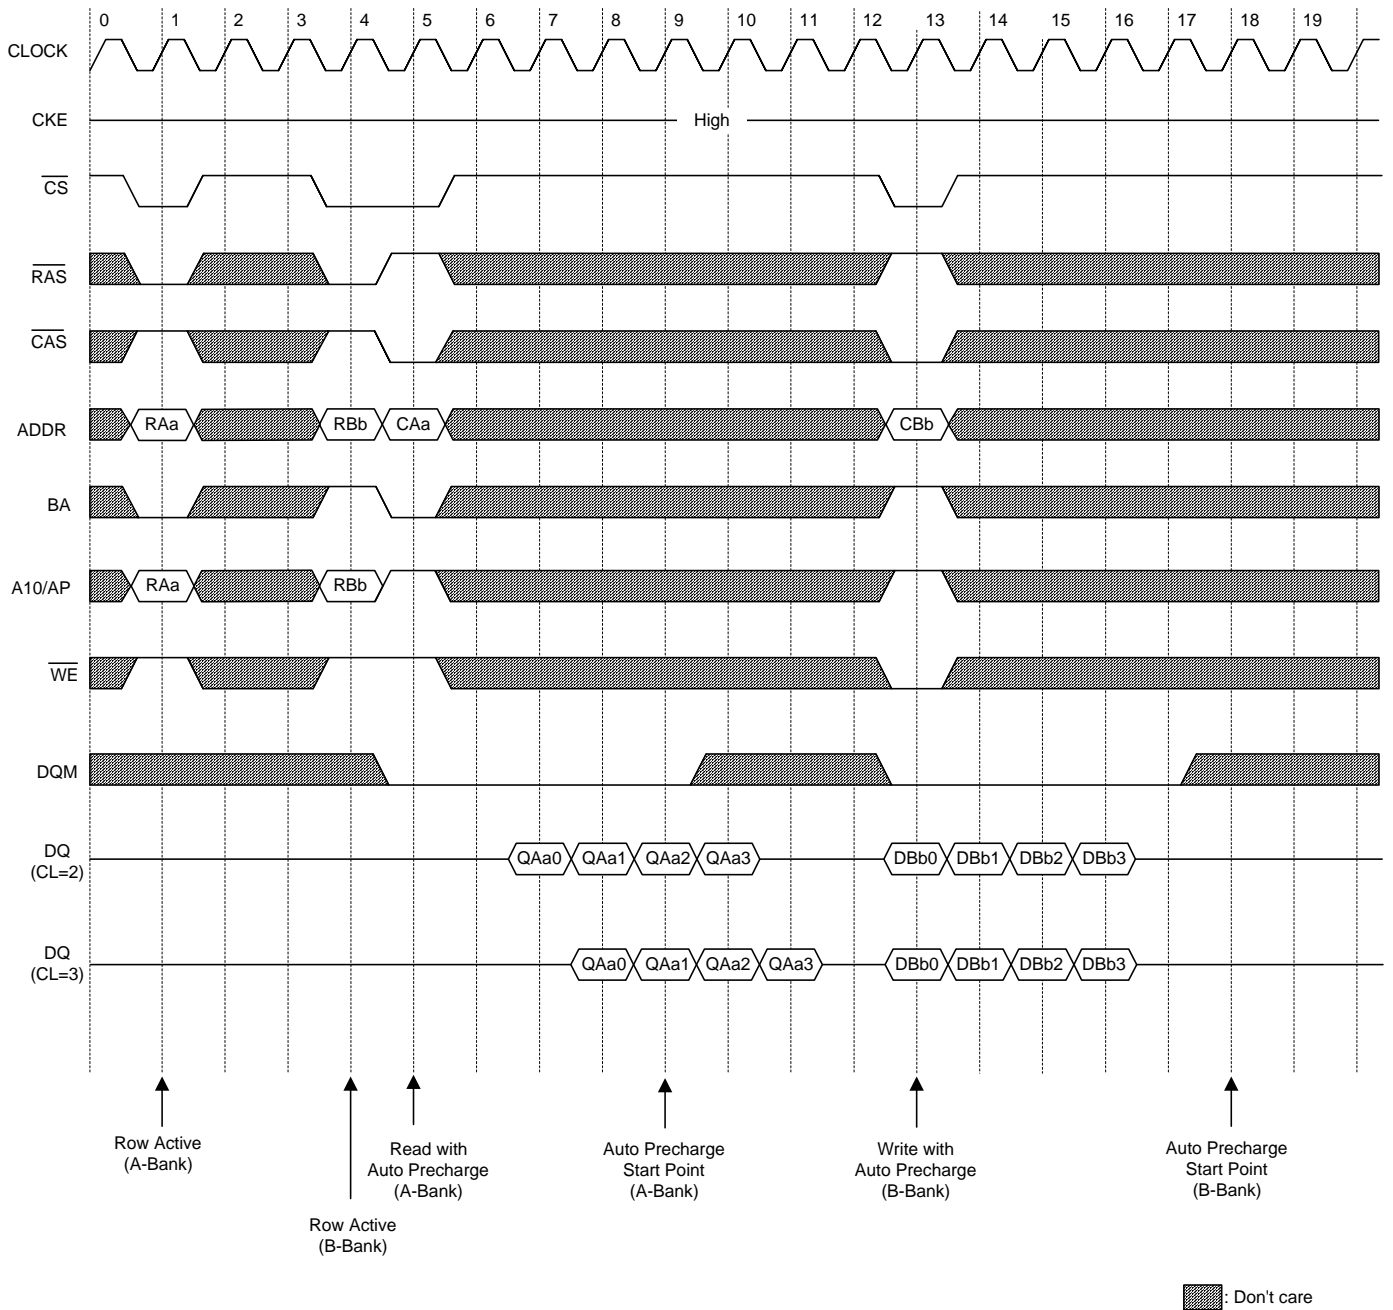 0 1 2 3 4 5 6 7 8 9 10 11 12 13 14 15 16 17 18 19
CLOCK
CKE High
CS
RAS
CAS
ADDR RAa RBb CAa CBb
BA
A10/AP RAa RBb
WE
DQM
DQ
(CL=2)
QAa0 QAa1 QAa2 QAa3 DBb0 DBb1 DBb2 DBb3
DQ
(CL=3)
QAa0 QAa1 QAa2 QAa3 DBb0 DBb1 DBb2 DBb3
Row Active
(A-Bank)
Row Active
(B-Bank)
Read with
Auto Precharge
(A-Bank)
Auto Precharge
Start Point
(A-Bank)
Write with
Auto Precharge
(B-Bank)
Auto Precharge
Start Point
(B-Bank)
: Don't care